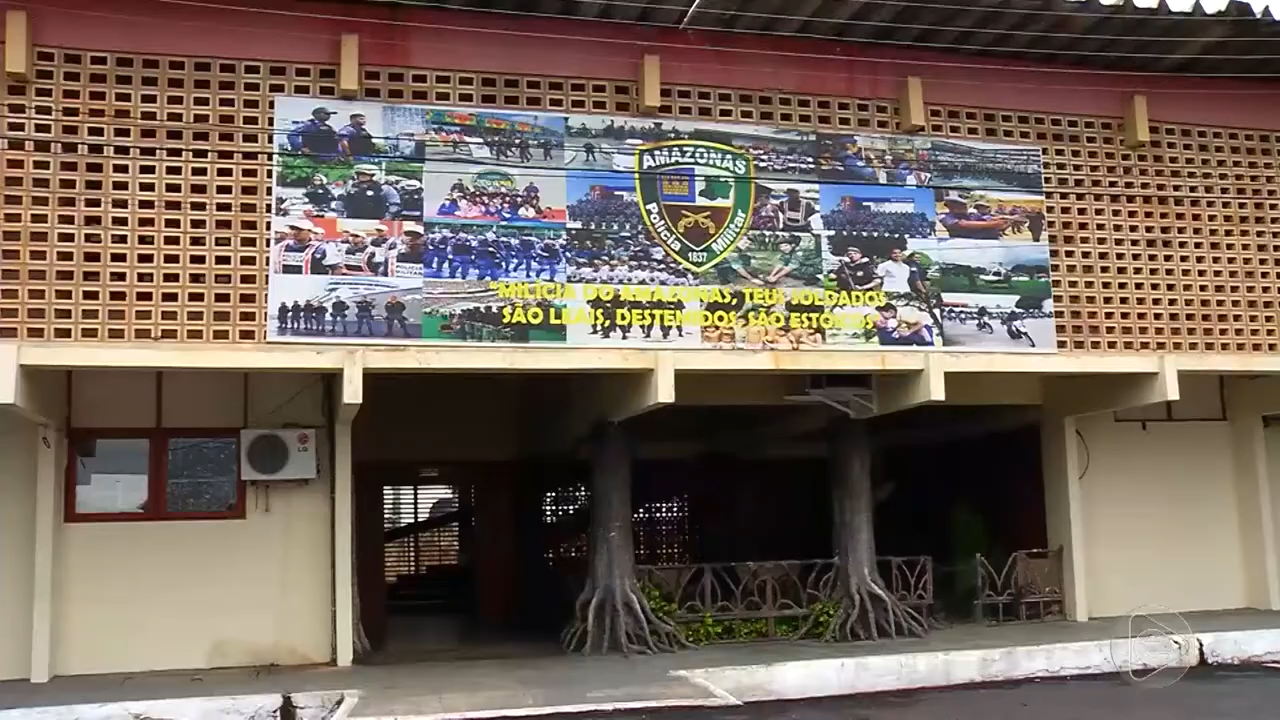 AMAZONAS
Polícia Militar
1837
"MILÍCIA DO AMAZONAS, TEUS SOLDADOS
SÃO LEAIS, DESTEMIDOS, SÃO ESTÓICOS"
LG